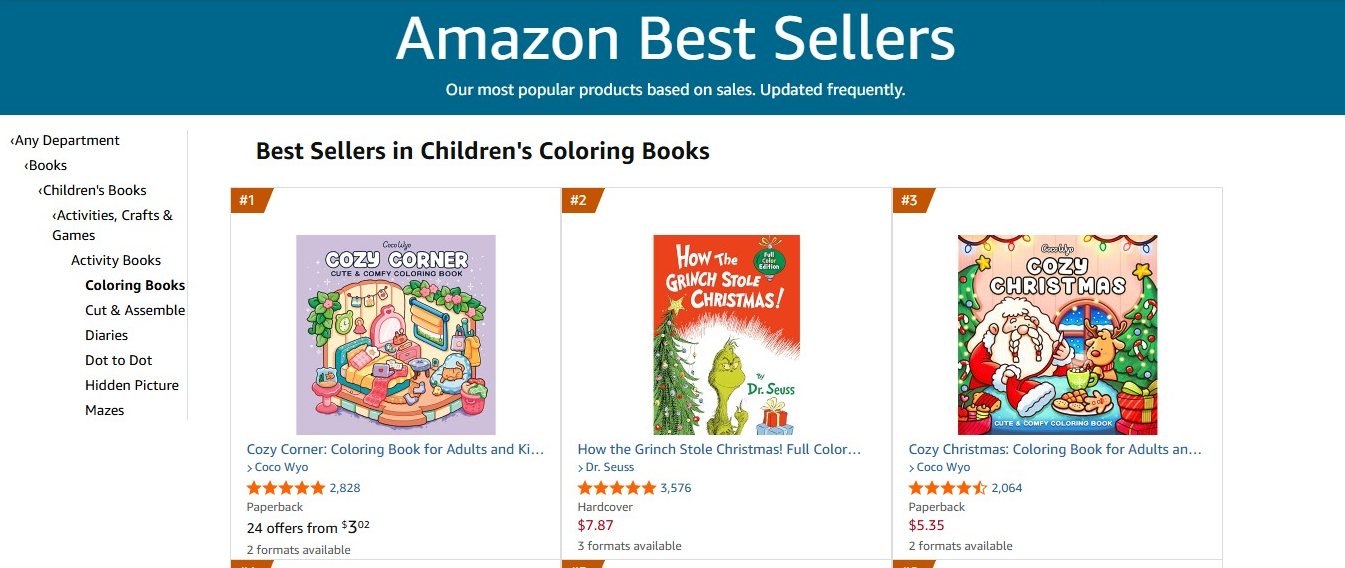 Amazon Best Sellers
Our most popular products based on sales. Updated frequently.
‹Any Department
‹Books
‹Children's Books
‹Activities, Crafts &
Games
Activity Books
Coloring Books
Cut & Assemble
Diaries
Dot to Dot
Hidden Picture
Mazes
Best Sellers in Children's Coloring Books
#1
Coco Wyo
COZY CORNER
CUTE & COMFY COLORING BOOK
Cozy Corner: Coloring Book for Adults and Ki...
› Coco Wyo
2,828
Paperback
24 offers from $3.02
2 formats available
#2
How The
GRINCH STOLE
CHRISTMAS!
Full
Color
Edition
By
Dr. Seuss
How the Grinch Stole Christmas! Full Color...
› Dr. Seuss
3,576
Hardcover
$7.87
3 formats available
#3
Coco Wyo
COZY
CHRISTMAS
CUTE & COMFY COLORING BOOK
Cozy Christmas: Coloring Book for Adults an...
› Coco Wyo
2,064
Paperback
$5.35
2 formats available